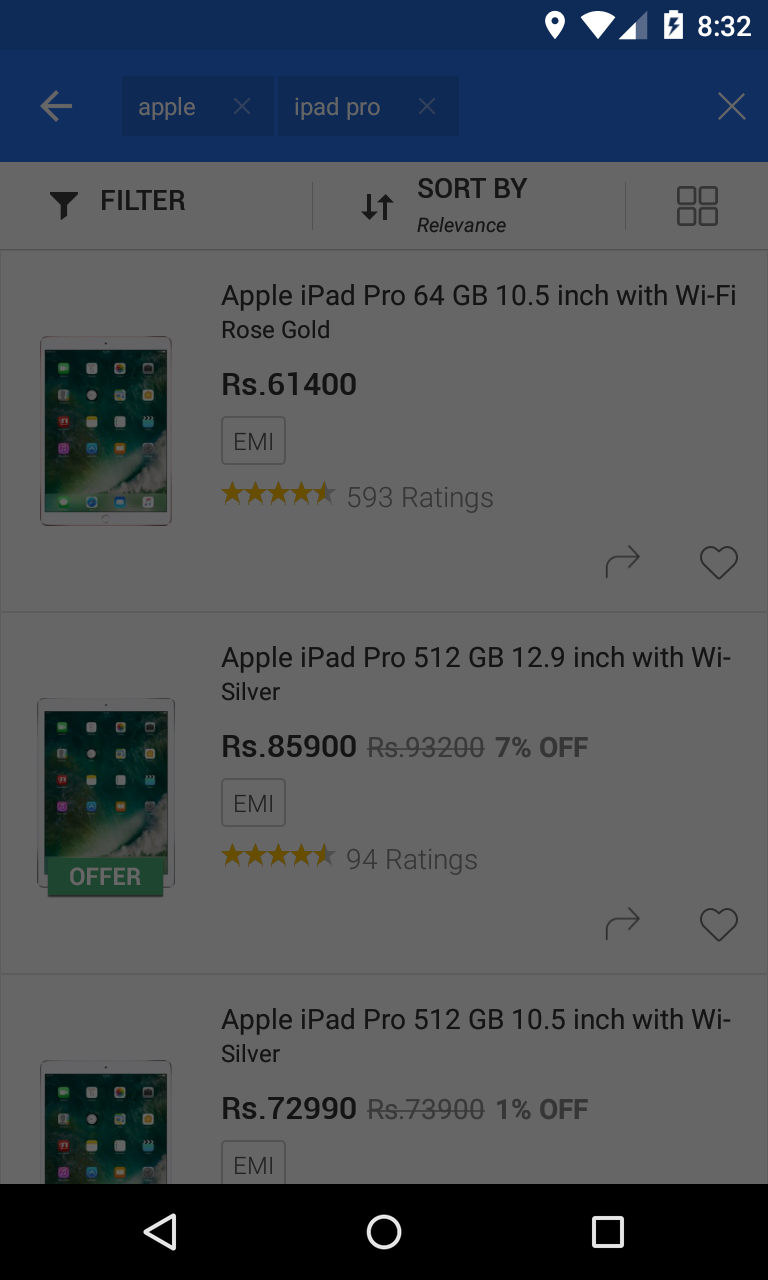 8:32
apple
ipad pro
FILTER
SORT BY
Relevance
Apple iPad Pro 64 GB 10.5 inch with Wi-Fi
Rose Gold
Rs.61400
EMI
593 Ratings
Apple iPad Pro 512 GB 12.9 inch with Wi-
Silver
Rs.85900 Rs.93200 7% OFF
EMI
94 Ratings
OFFER
Apple iPad Pro 512 GB 10.5 inch with Wi-
Silver
Rs.72990 Rs.73900 1% OFF
EMI